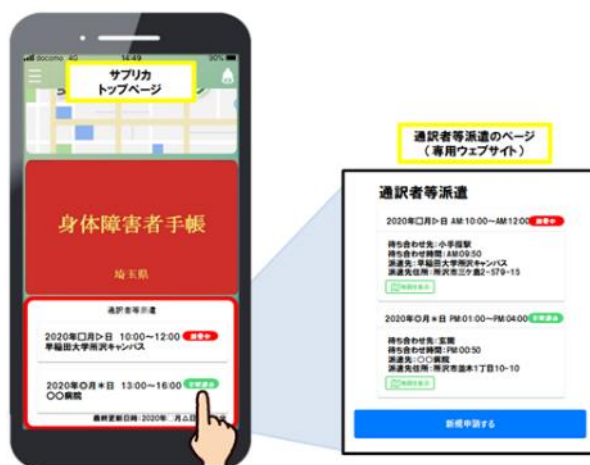 docomo 4G 14:49 90%
サプリカ
トップページ
身体障害者手帳
埼玉県
通訳者等派遣
2020年□月▷日 10:00～12:00
早稲田大学所沢キャンパス
2020年○月＊日 13:00～16:00
○○病院
最終更新日時:2020年 月△日
通訳者等派遣のページ
(専用ウェブサイト)
通訳者等派遣
2020年□月▷日 AM:10:00～AM:12:00
待ち合わせ先:小手指駅
待ち合わせ時間:AM:09:50
派遣先:早稲田大学所沢キャンパス
派遣先住所:所沢市三ケ島2-579-15
2020年○月＊日 PM:01:00～PM:04:00
待ち合わせ先:玄関
待ち合わせ時間:PM:00:50
派遣先:○○病院
派遣先住所:所沢市並木1丁目10-10
新規申請する